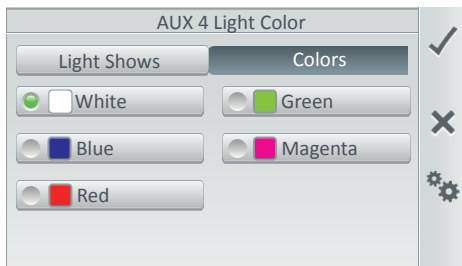 AUX 4 Light Color
Light Shows
Colors
White
Green
Blue
Magenta
Red